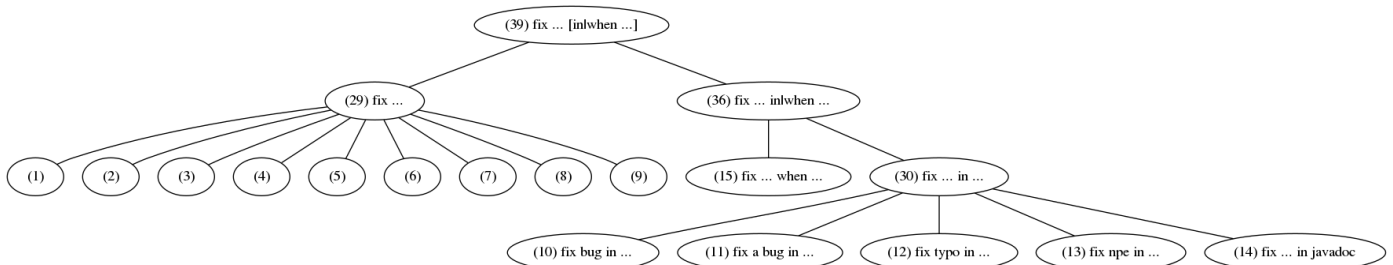 (39) fix ... [in|when ...]
(29) fix ...
(36) fix ... in|when ...
(1)
(2)
(3)
(4)
(5)
(6)
(7)
(8)
(9)
(15) fix ... when ...
(30) fix ... in ...
(10) fix bug in ...
(11) fix a bug in ...
(12) fix typo in ...
(13) fix npe in ...
(14) fix ... in javadoc